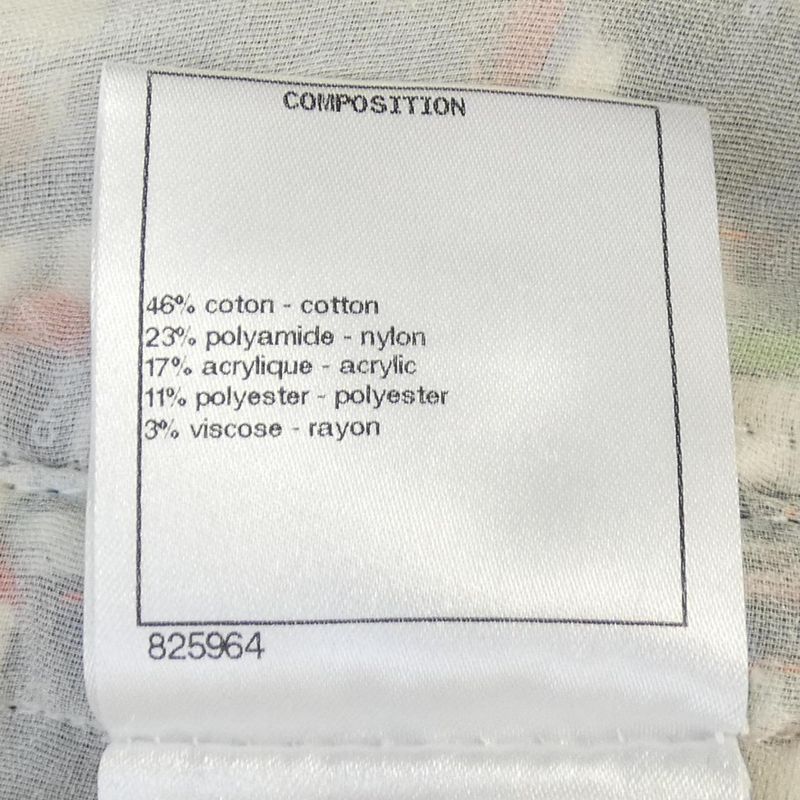 COMPOSITION
46% coton - cotton
23% polyamide - nylon
17% acrylique - acrylic
11% polyester - polyester
3% viscose - rayon
825964